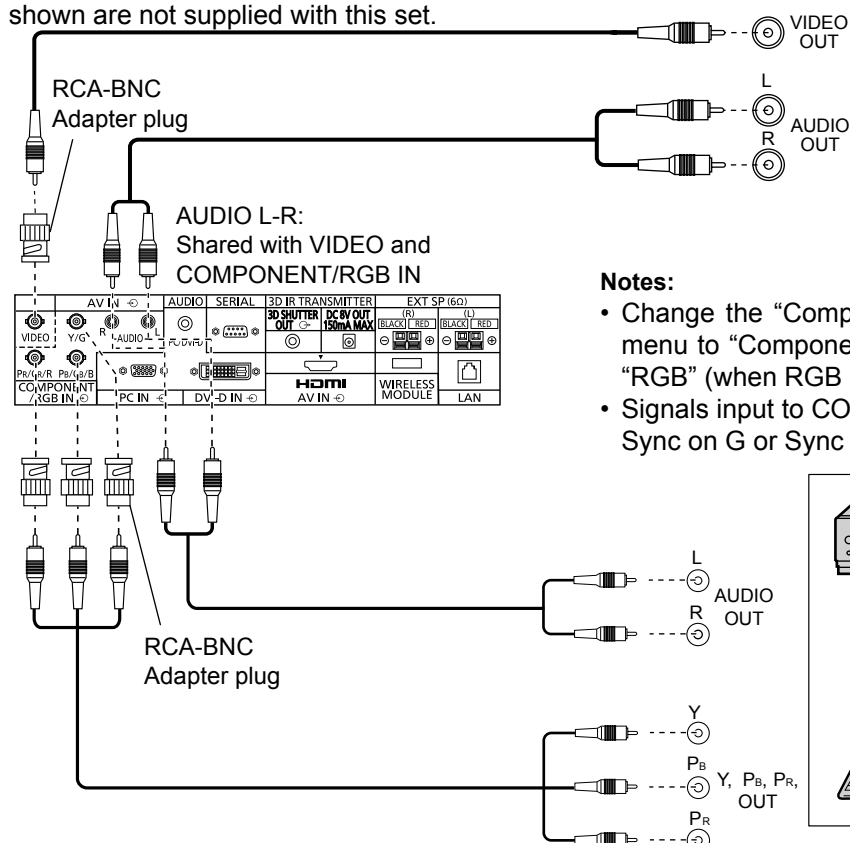 shown are not supplied with this set.
VIDEO
OUT
RCA-BNC
Adapter plug
L
R
AUDIO
OUT
AUDIO L-R:
Shared with VIDEO and
COMPONENT/RGB IN
AV IN
AUDIO
SERIAL
3D IR TRANSMITTER
EXT SP (6Ω)
3D SHUTTER
OUT
DC 8V OUT
150mA MAX
(R)
(L)
BLACK RED
BLACK RED
VIDEO
Y/G
R
AUDIO
L
PR/CR/R
PB/CB/B
COMPONENT
/RGB IN
PC IN
DVI-D IN
HDMI
AV IN
WIRELESS
MODULE
LAN
Notes:
• Change the “Compo
menu to “Compone
“RGB” (when RGB
• Signals input to CO
Sync on G or Sync
RCA-BNC
Adapter plug
L
R
AUDIO
OUT
Y
PB
PR
Y, PB, PR,
OUT